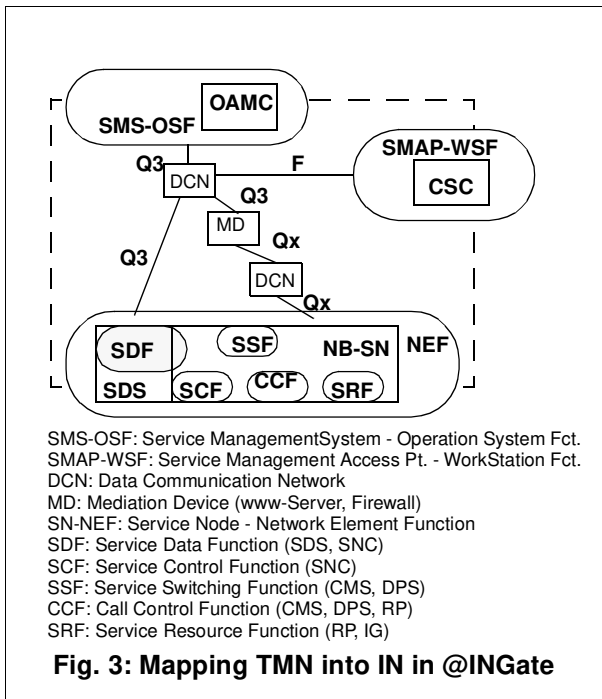 OAMC
SMS-OSF
SMAP-WSF
CSC
Q3
F
DCN
Q3
MD
Qx
Q3
DCN
Qx
SSF
NB-SN
NEF
SDF
SDS
SCF
CCF
SRF
SMS-OSF: Service ManagementSystem - Operation System Fct.
SMAP-WSF: Service Management Access Pt. - WorkStation Fct.
DCN: Data Communication Network
MD: Mediation Device (www-Server, Firewall)
SN-NEF: Service Node - Network Element Function
SDF: Service Data Function (SDS, SNC)
SCF: Service Control Function (SNC)
SSF: Service Switching Function (CMS, DPS)
CCF: Call Control Function (CMS, DPS, RP)
SRF: Service Resource Function (RP, IG)
Fig. 3: Mapping TMN into IN in @INGate